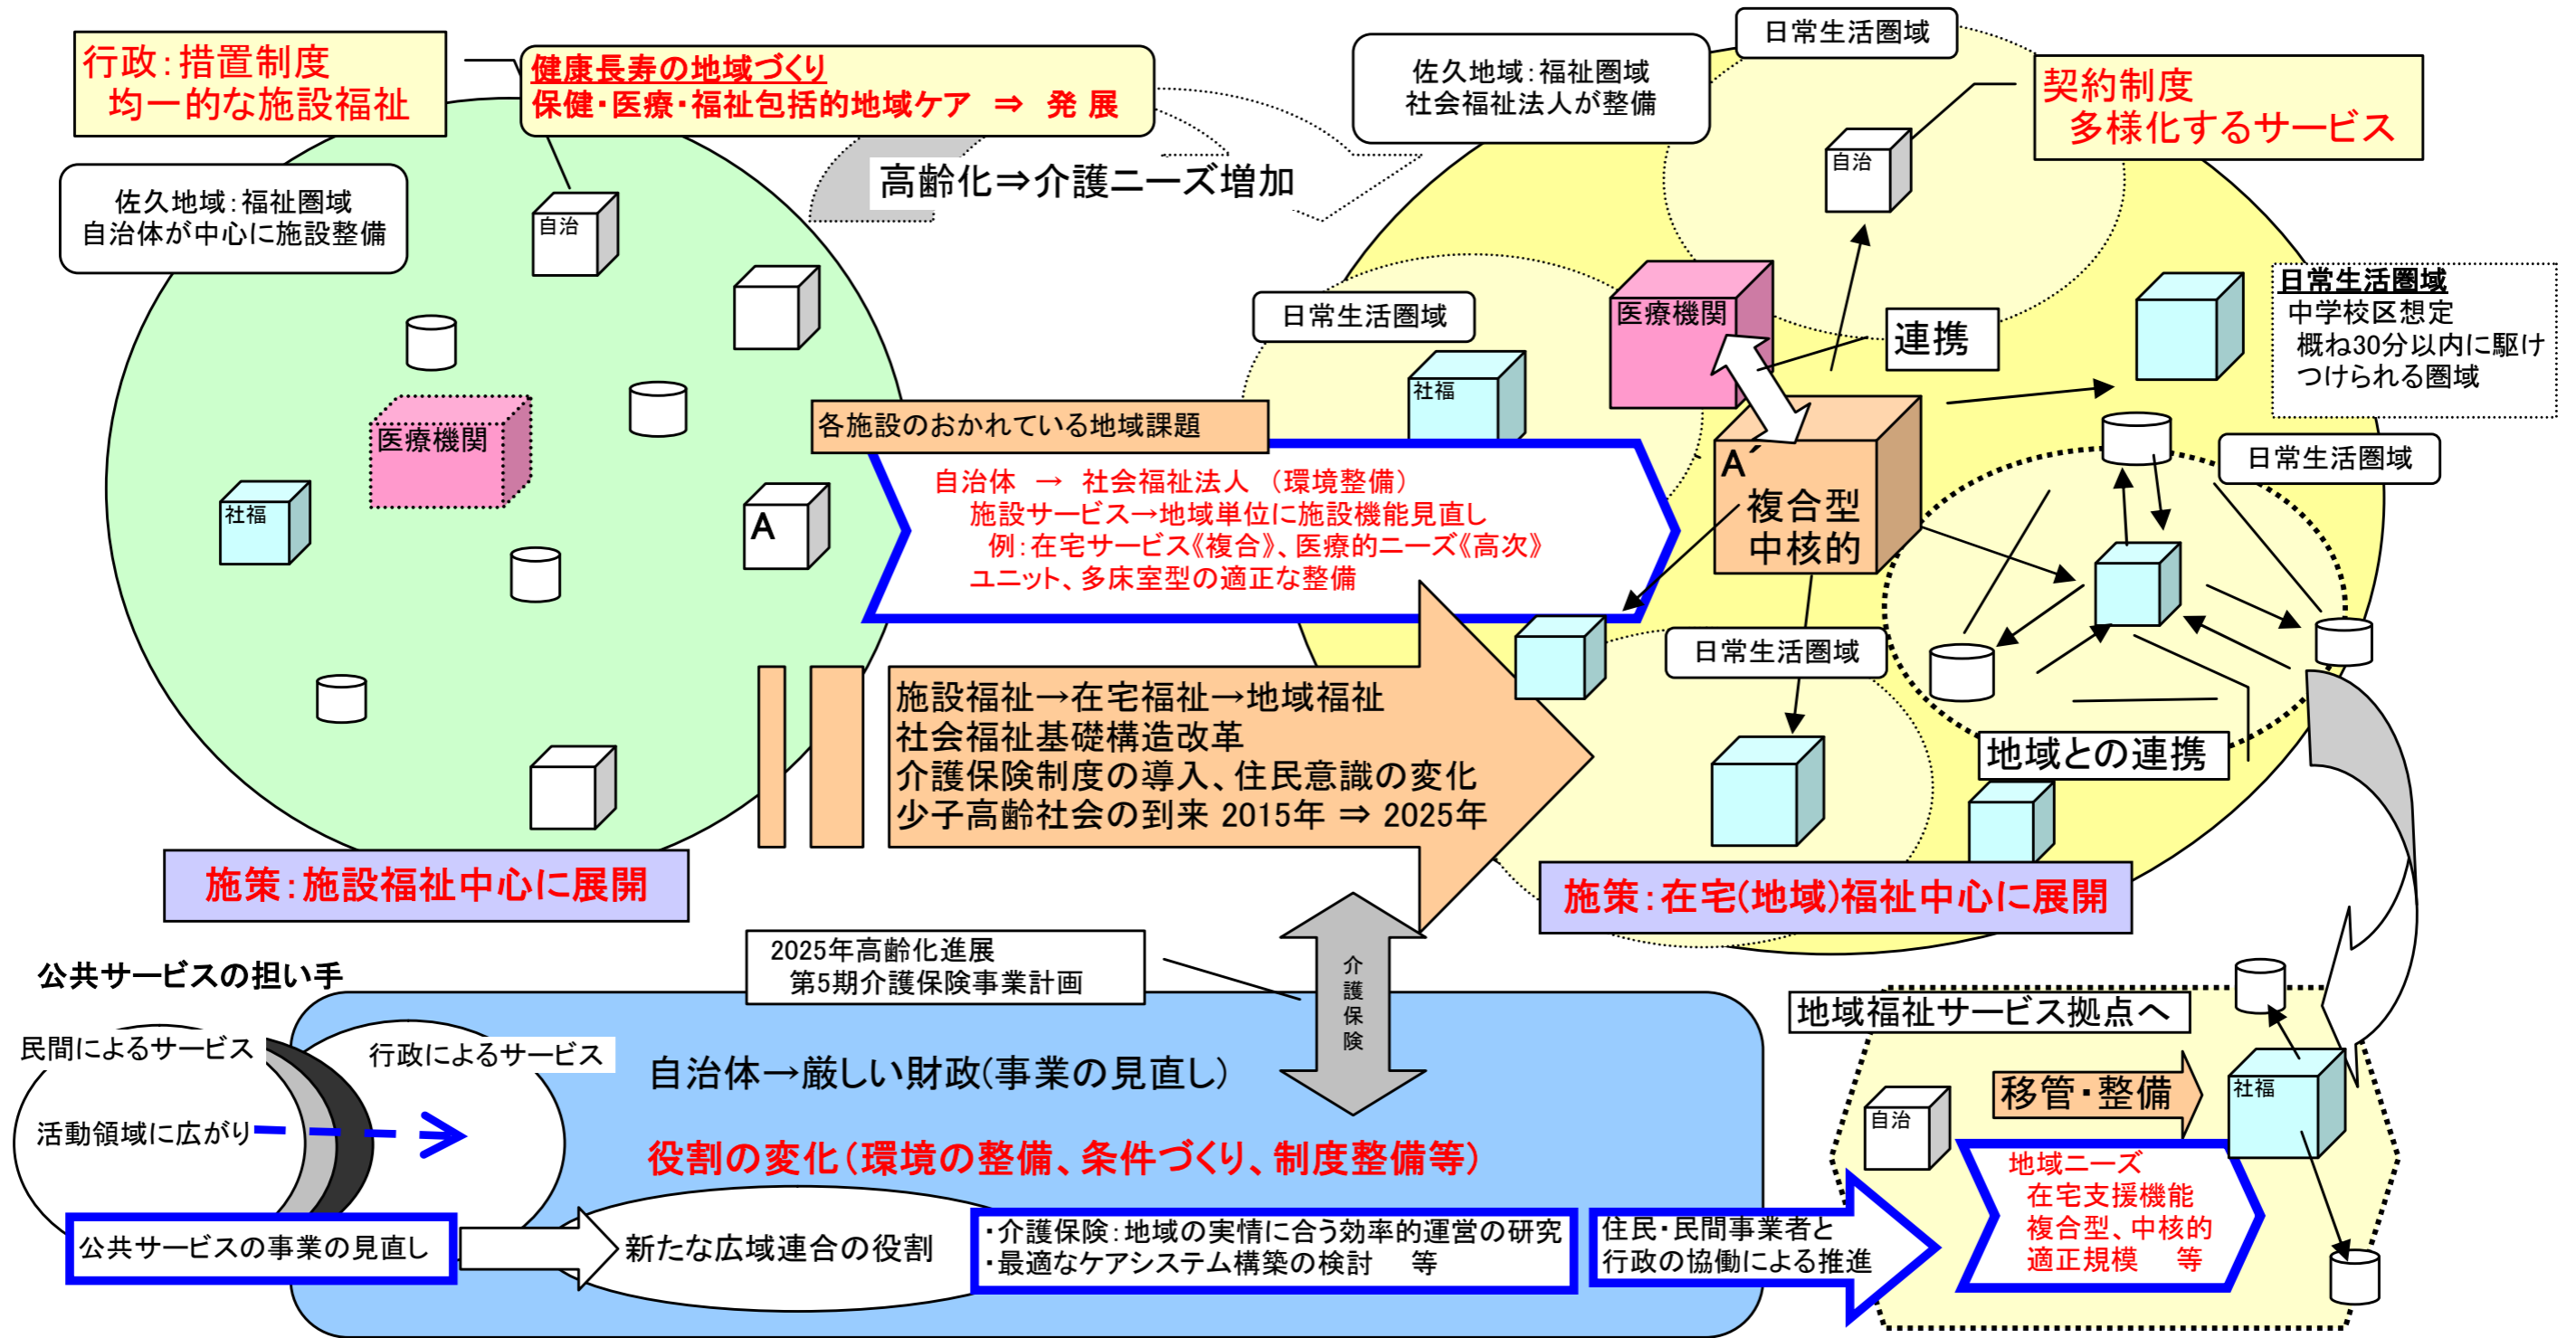 行政：措置制度
均一的な施設福祉
健康長寿の地域づくり
保健・医療・福祉包括的地域ケア ⇒ 発 展
佐久地域：福祉圏域
自治体が中心に施設整備
高齢化⇒介護ニーズ増加
自治
医療機関
社福
A
施策：施設福祉中心に展開
日常生活圏域
佐久地域：福祉圏域
社会福祉法人が整備
契約制度
多様化するサービス
自治
日常生活圏域
医療機関
連携
社福
日常生活圏域
中学校区想定
概ね30分以内に駆け
つけられる圏域
日常生活圏域
A´
複合型
中核的
各施設のおかれている地域課題
自治体 → 社会福祉法人 （環境整備）
施設サービス→地域単位に施設機能見直し
例：在宅サービス《複合》、医療的ニーズ《高次》
ユニット、多床室型の適正な整備
日常生活圏域
地域との連携
施設福祉→在宅福祉→地域福祉
社会福祉基礎構造改革
介護保険制度の導入、住民意識の変化
少子高齢社会の到来 2015年 ⇒ 2025年
施策：在宅(地域)福祉中心に展開
2025年高齢化進展
第5期介護保険事業計画
介護保険
公共サービスの担い手
民間によるサービス
行政によるサービス
活動領域に広がり
自治体→厳しい財政(事業の見直し)
役割の変化（環境の整備、条件づくり、制度整備等）
公共サービスの事業の見直し
新たな広域連合の役割
・介護保険：地域の実情に合う効率的運営の研究
・最適なケアシステム構築の検討 等
住民・民間事業者と
行政の協働による推進
地域福祉サービス拠点へ
自治
移管・整備
社福
地域ニーズ
在宅支援機能
複合型、中核的
適正規模 等